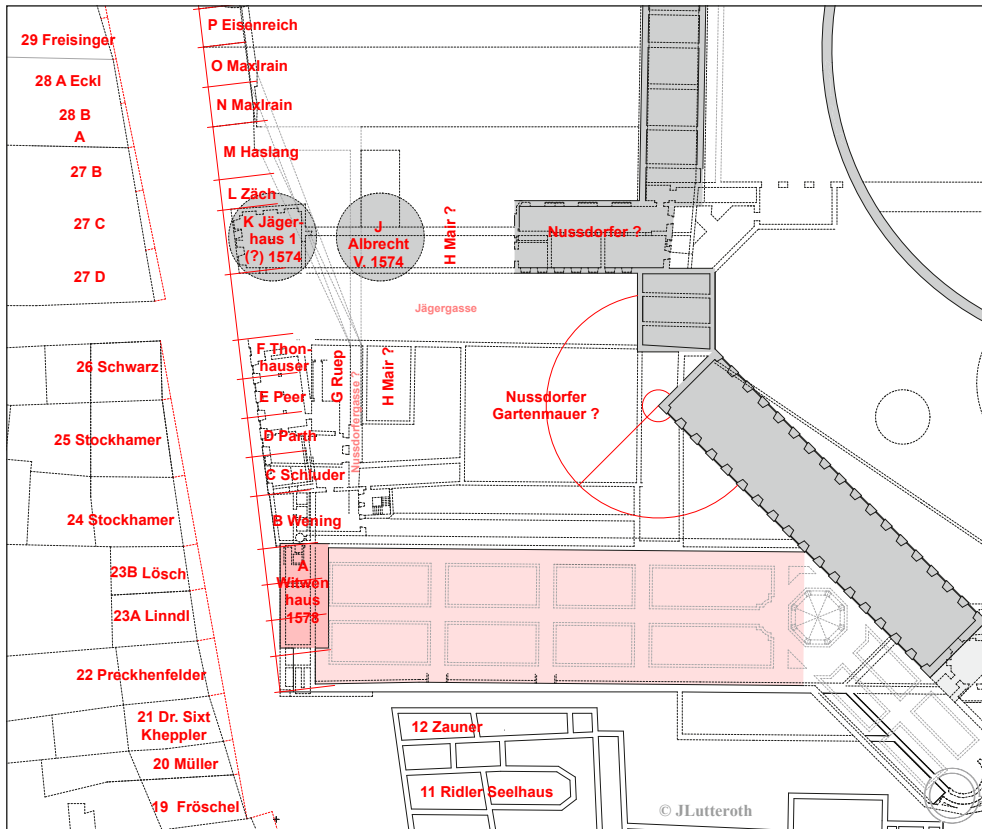 P Eisenreich
29 Freisinger
O Maxlrain
28 A Eckl
N Maxlrain
28 B
A
M Haslang
27 B
L Zäch
27 C
K Jäger-
haus 1
(?) 1574
J
Albrecht
V. 1574
H Mair ?
Nussdorfer ?
27 D
Jägergasse
F Thon-
hauser
26 Schwarz
G Ruep
Nussdorfergasse ?
H Mair ?
E Peer
Nussdorfer
Gartenmauer ?
D Parth
25 Stockhamer
C Schluder
24 Stockhamer
B Wening
A
Witwen
haus
1578
23B Lösch
23A Linndl
22 Preckhenfelder
21 Dr. Sixt
Kheppler
12 Zauner
20 Müller
11 Ridler Seelhaus
19 Fröschel
© JLutteroth